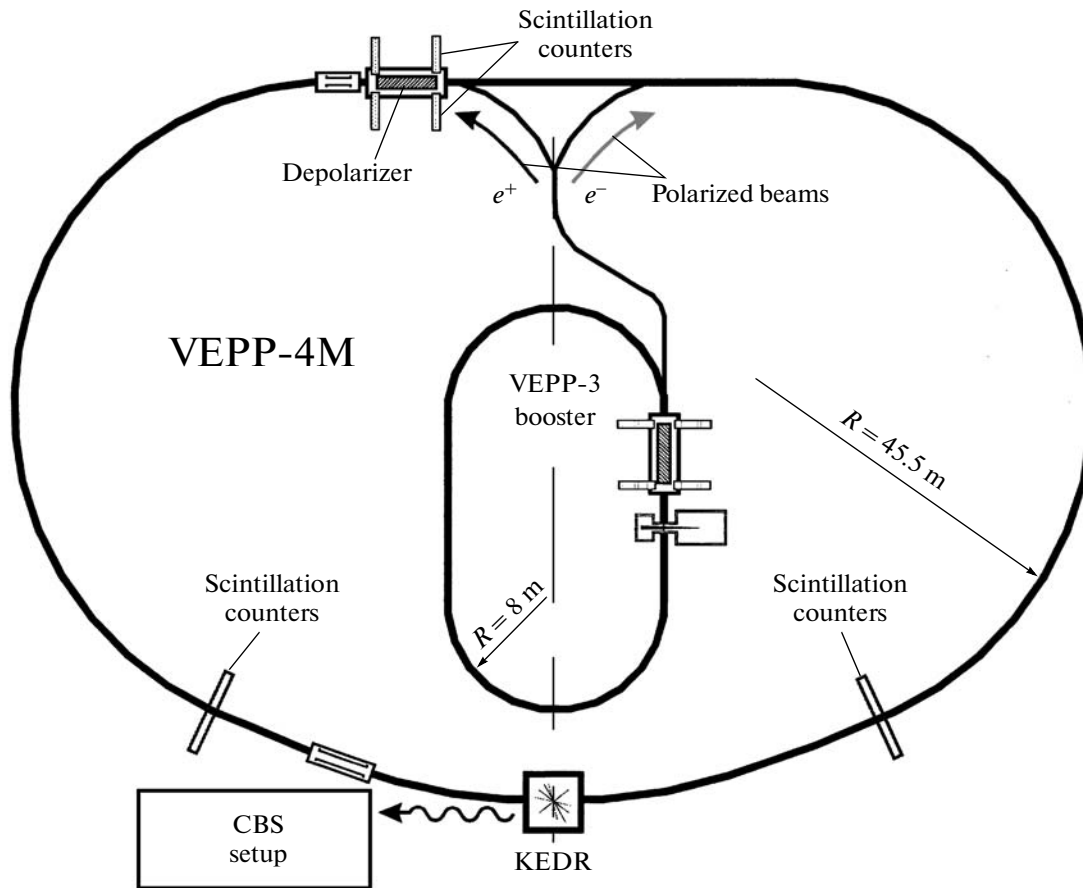 Scintillation
counters
Depolarizer
e⁺
e⁻
Polarized beams
VEPP-4M
VEPP-3
booster
R = 45.5 m
Scintillation
counters
R = 8 m
Scintillation
counters
CBS
setup
KEDR